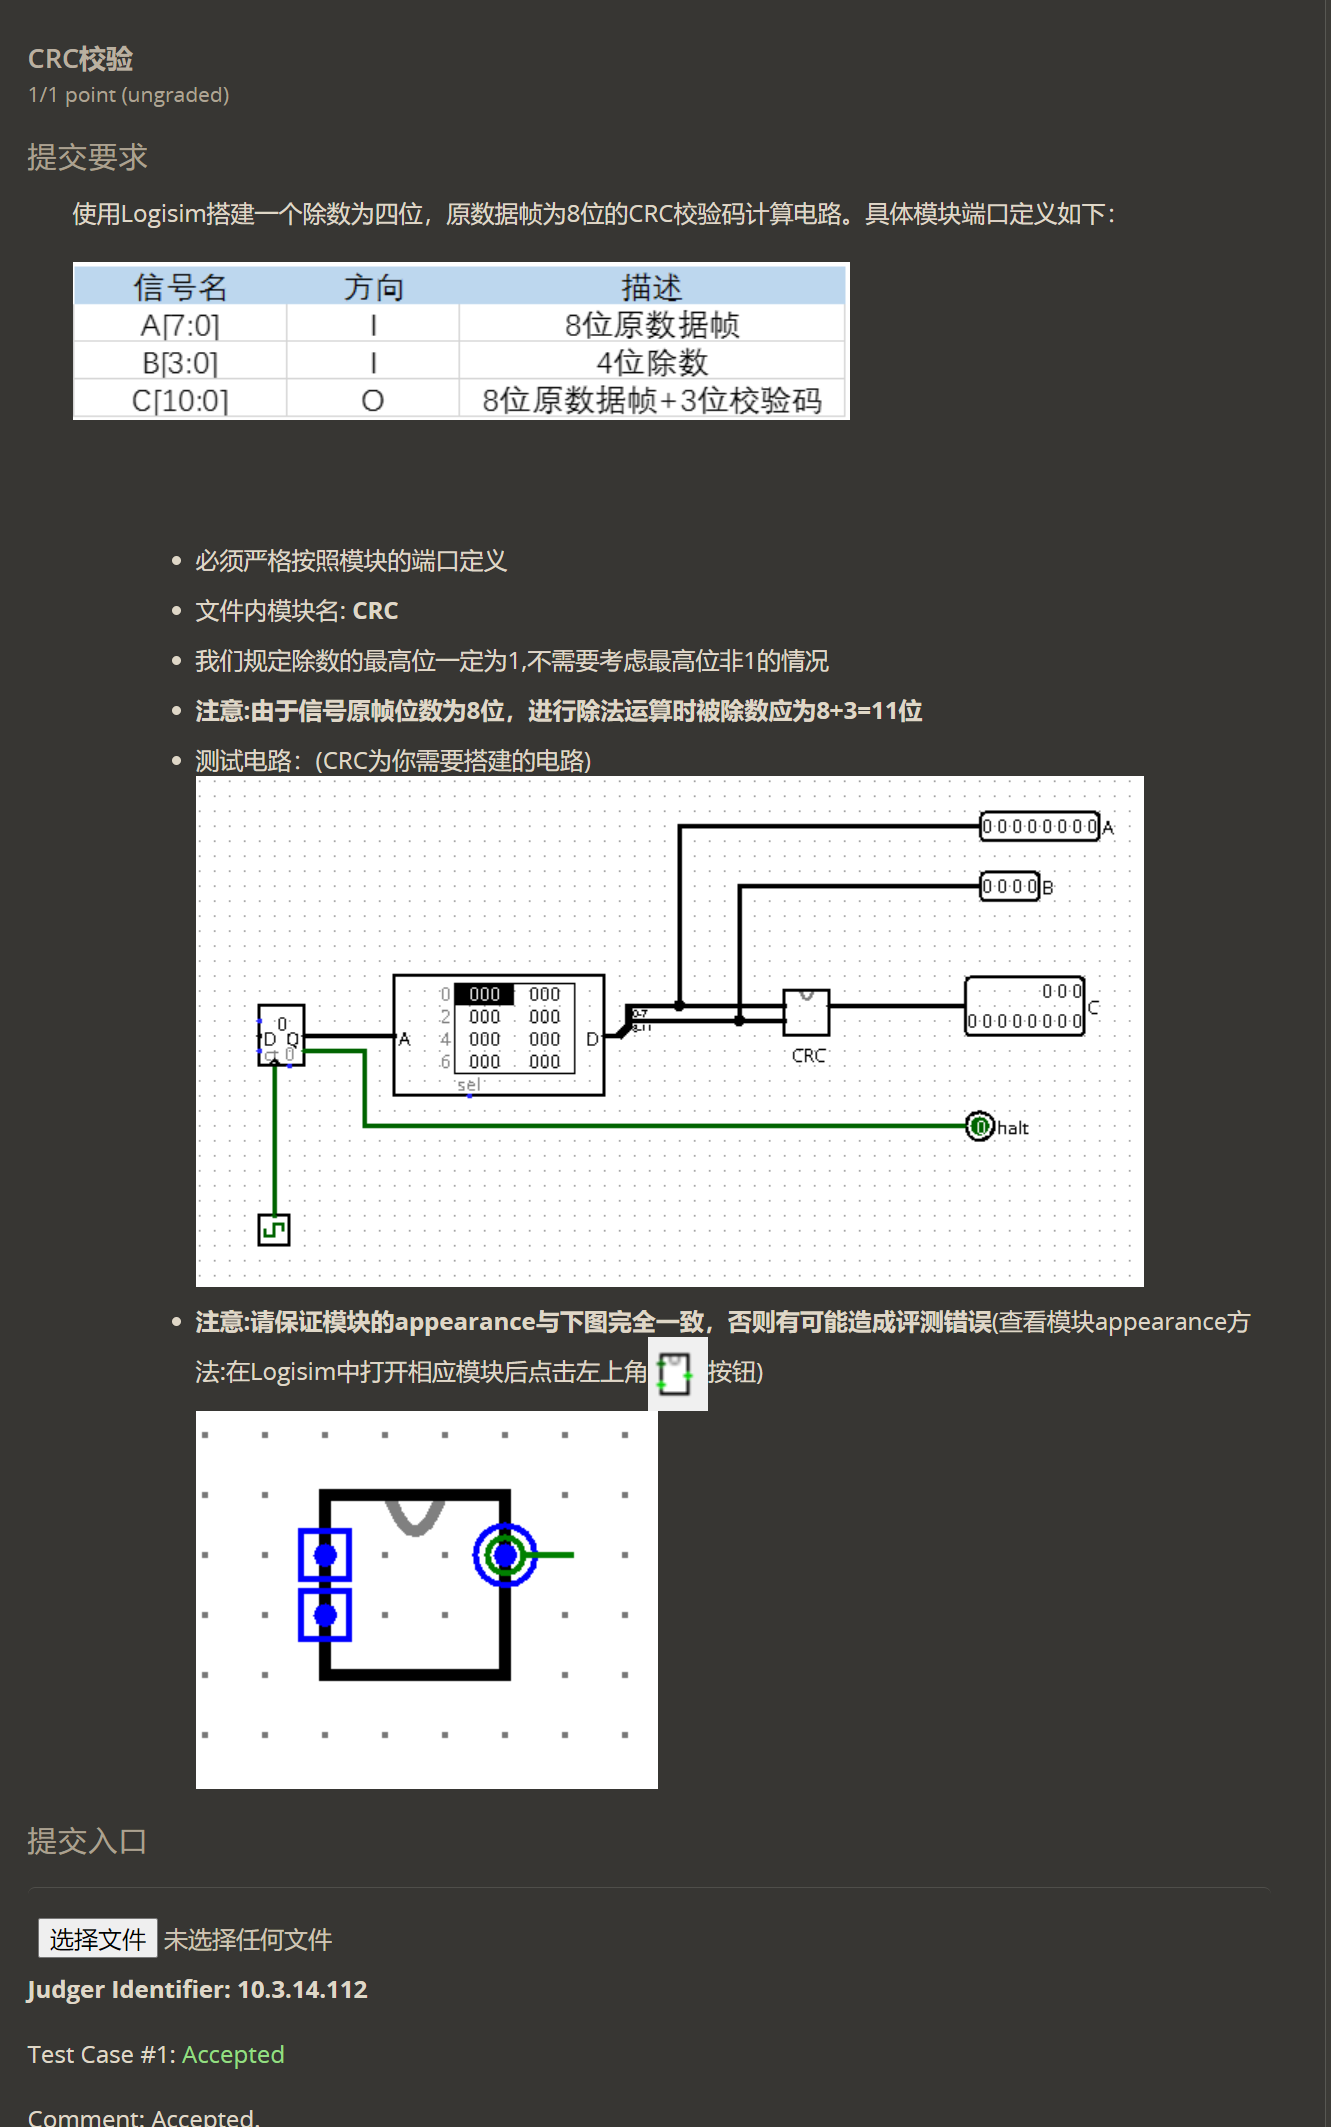 CRC校验
1/1 point (ungraded)
提交要求
使用Logisim搭建一个除数为四位，原数据帧为8位的CRC校验码计算电路。具体模块端口定义如下：
信号名 方向 描述
A[7:0] I 8位原数据帧
B[3:0] I 4位除数
C[10:0] O 8位原数据帧+3位校验码
必须严格按照模块的端口定义
文件内模块名: CRC
我们规定除数的最高位一定为1,不需要考虑最高位非1的情况
注意:由于信号原帧位数为8位，进行除法运算时被除数应为8+3=11位
测试电路：(CRC为你需要搭建的电路)
00000000 A
0000 B
0 000 000
2 000 000
4 000 000
6 000 000
000
00000000 C
0
D Q
ct 0
A
D
0-7
8-11
sel
CRC
0 halt
注意:请保证模块的appearance与下图完全一致，否则有可能造成评测错误(查看模块appearance方
法:在Logisim中打开相应模块后点击左上角 按钮)
提交入口
选择文件 未选择任何文件
Judger Identifier: 10.3.14.112
Test Case #1: Accepted
Comment: Accepted.